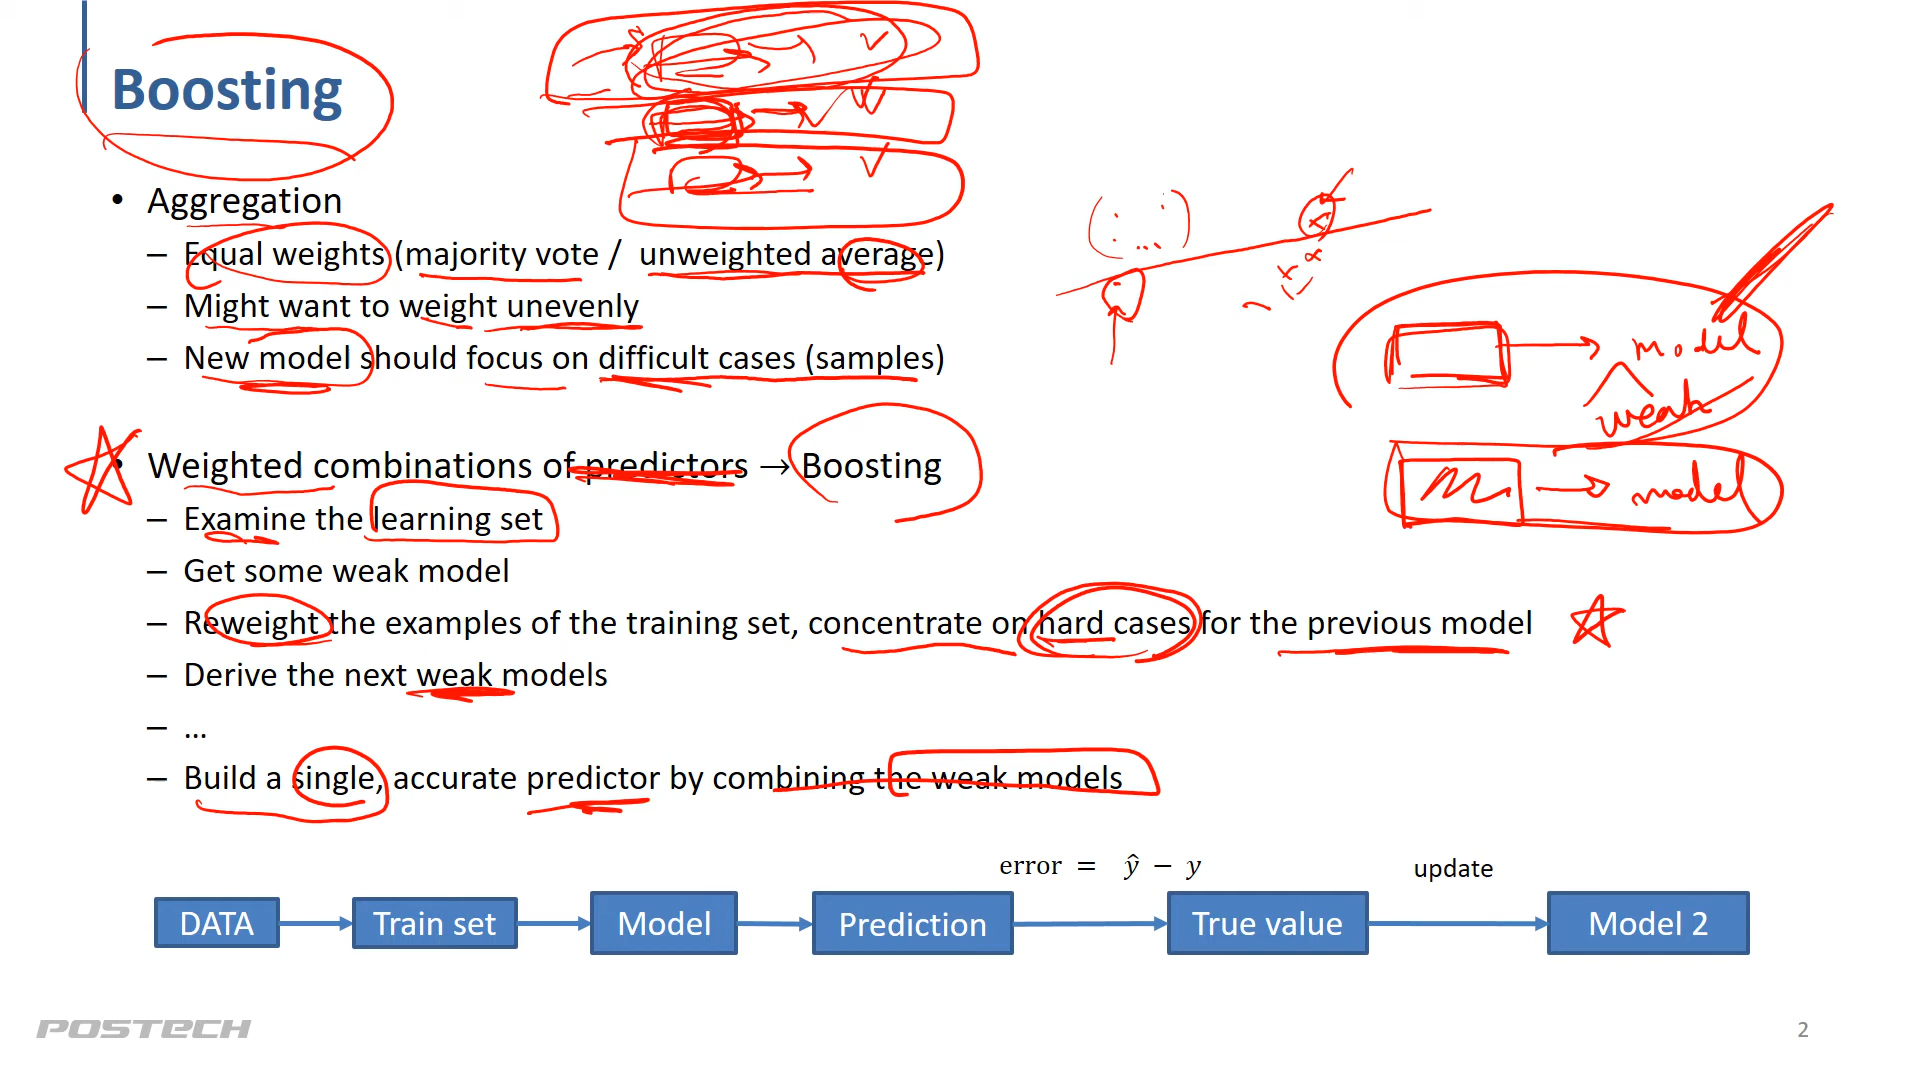 Boosting
• Aggregation
– Equal weights (majority vote / unweighted average)
– Might want to weight unevenly
– New model should focus on difficult cases (samples)
model
weak
• Weighted combinations of predictors → Boosting
model
– Examine the learning set
– Get some weak model
– Reweight the examples of the training set, concentrate on hard cases for the previous model
– Derive the next weak models
– ...
– Build a single, accurate predictor by combining the weak models
error = ŷ − y
update
DATA
Train set
Model
Prediction
True value
Model 2
POSTECH
2